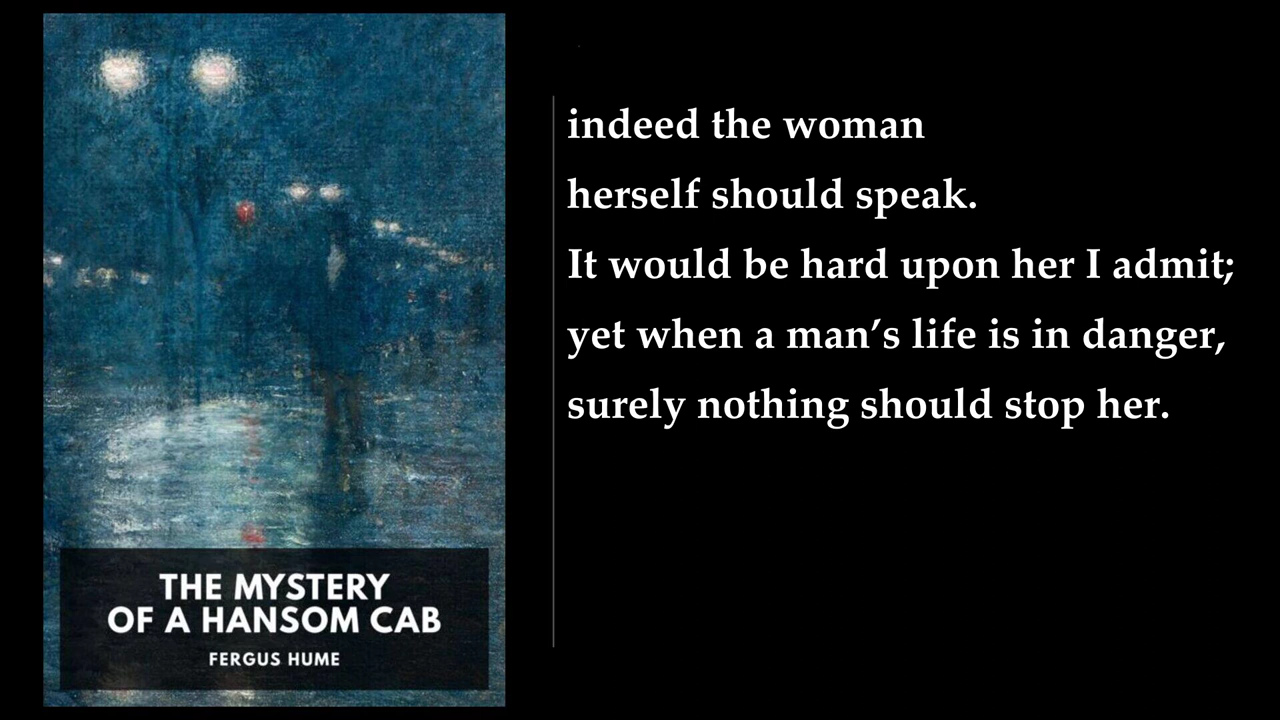 THE MYSTERY
OF A HANSOM CAB
FERGUS HUME
indeed the woman
herself should speak.
It would be hard upon her I admit;
yet when a man’s life is in danger,
surely nothing should stop her.